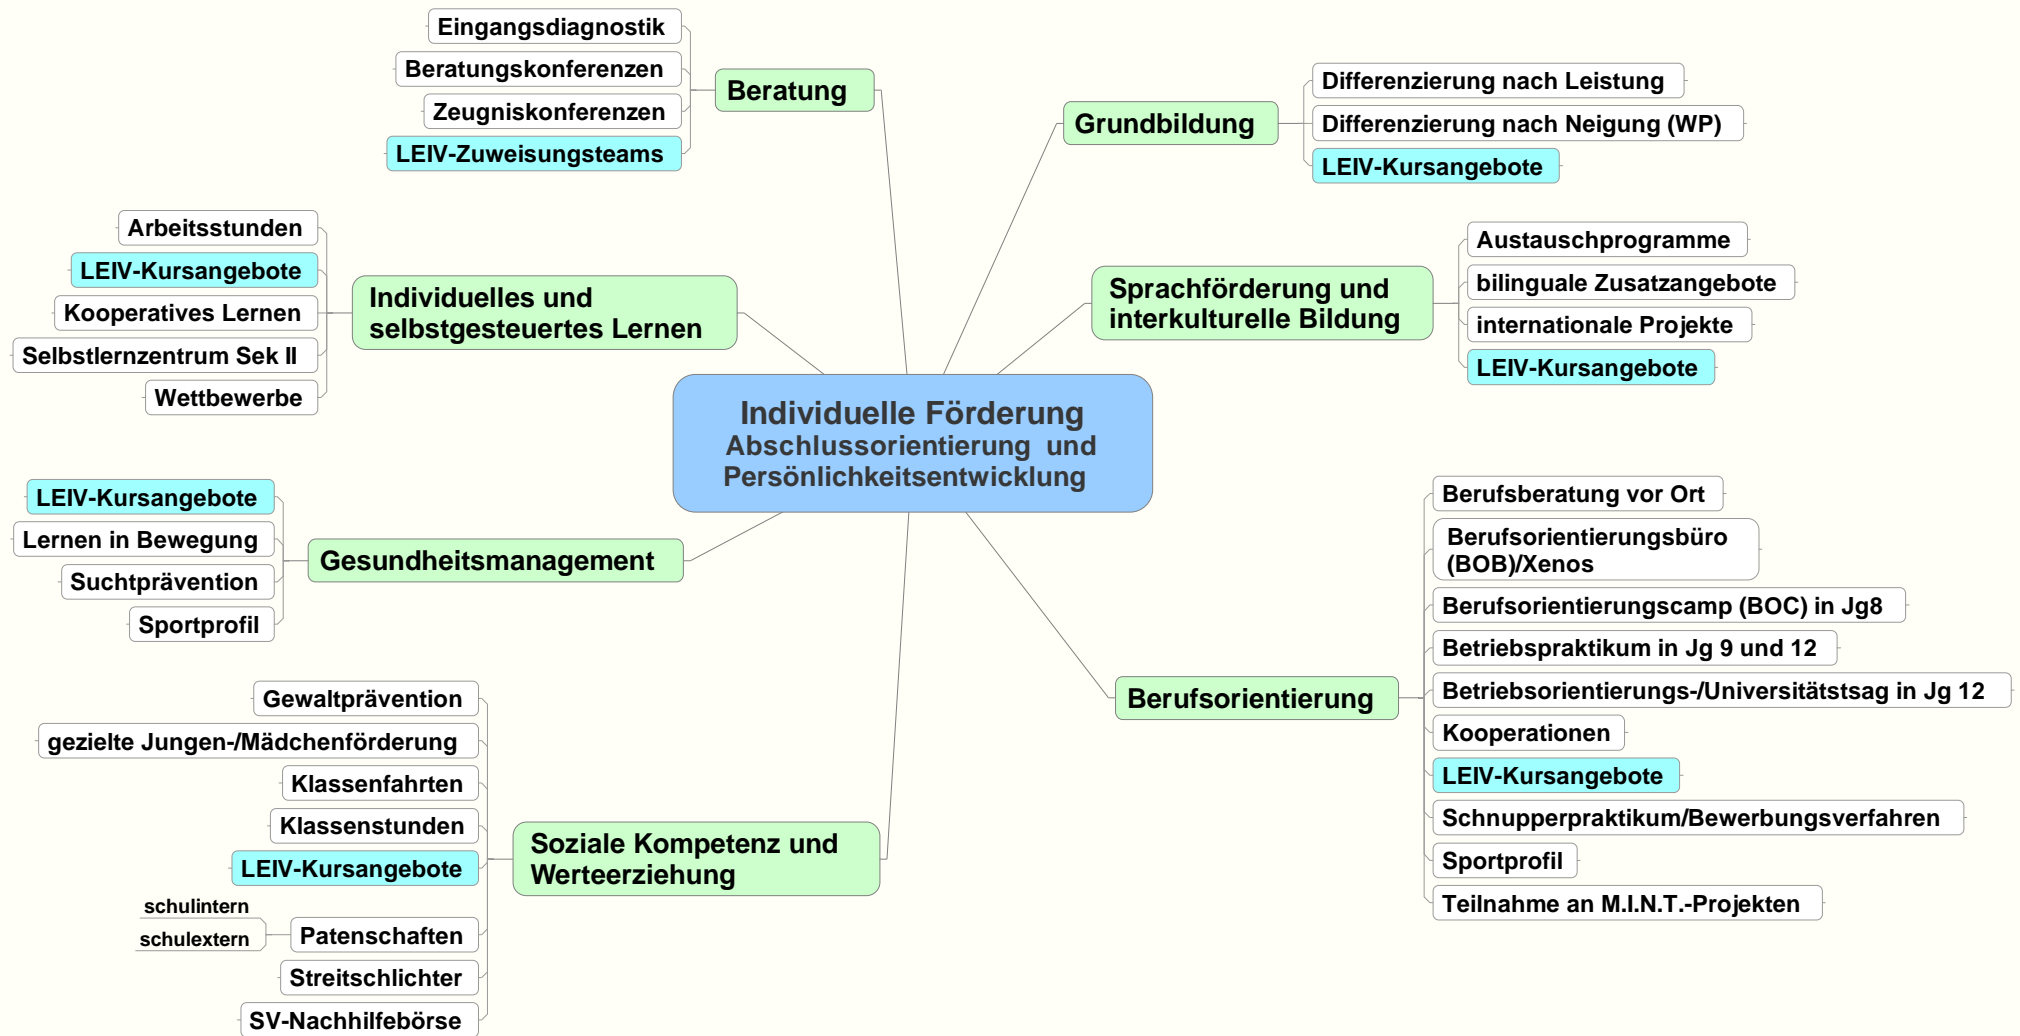 Individuelle Förderung
Abschlussorientierung und
Persönlichkeitsentwicklung
Beratung
Eingangsdiagnostik
Beratungskonferenzen
Zeugniskonferenzen
LEIV-Zuweisungsteams
Individuelles und
selbstgesteuertes Lernen
Arbeitsstunden
LEIV-Kursangebote
Kooperatives Lernen
Selbstlernzentrum Sek II
Wettbewerbe
Gesundheitsmanagement
LEIV-Kursangebote
Lernen in Bewegung
Suchtprävention
Sportprofil
Soziale Kompetenz und
Werteerziehung
Gewaltprävention
gezielte Jungen-/Mädchenförderung
Klassenfahrten
Klassenstunden
LEIV-Kursangebote
Patenschaften
schulintern
schulextern
Streitschlichter
SV-Nachhilfebörse
Grundbildung
Differenzierung nach Leistung
Differenzierung nach Neigung (WP)
LEIV-Kursangebote
Sprachförderung und
interkulturelle Bildung
Austauschprogramme
bilinguale Zusatzangebote
internationale Projekte
LEIV-Kursangebote
Berufsorientierung
Berufsberatung vor Ort
Berufsorientierungsbüro
(BOB)/Xenos
Berufsorientierungscamp (BOC) in Jg8
Betriebspraktikum in Jg 9 und 12
Betriebsorientierungs-/Universitätstsag in Jg 12
Kooperationen
LEIV-Kursangebote
Schnupperpraktikum/Bewerbungsverfahren
Sportprofil
Teilnahme an M.I.N.T.-Projekten